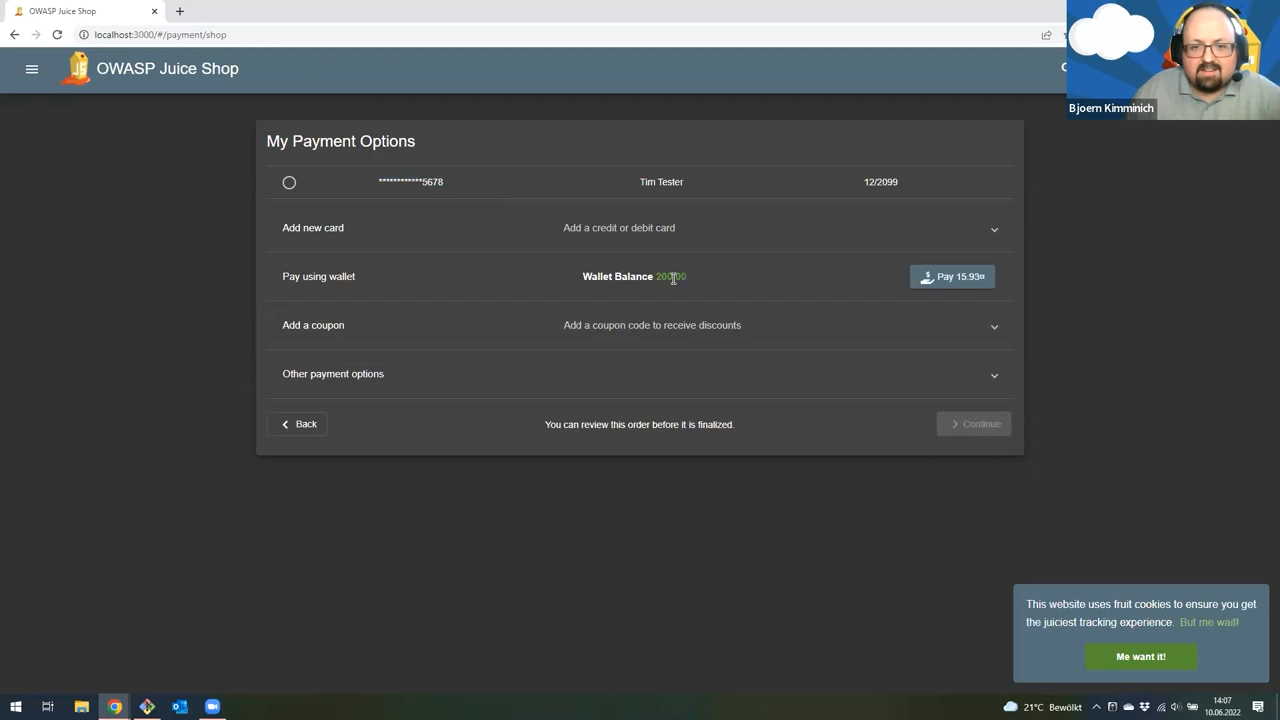 OWASP Juice Shop
localhost:3000/#/payment/shop
OWASP Juice Shop
Bjoern Kimminich
My Payment Options
************5678 Tim Tester 12/2099
Add new card Add a credit or debit card
Pay using wallet Wallet Balance 200.00 Pay 15.93¤
Add a coupon Add a coupon code to receive discounts
Other payment options
Back You can review this order before it is finalized. Continue
This website uses fruit cookies to ensure you get
the juiciest tracking experience. But me wait!
Me want it!
21°C Bewölkt 14:07
10.06.2022